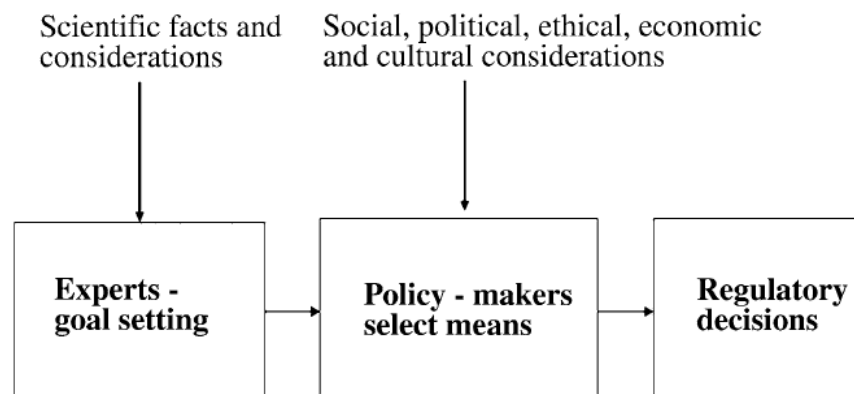 Scientific facts and
considerations
Social, political, ethical, economic
and cultural considerations
Experts -
goal setting
Policy - makers
select means
Regulatory
decisions